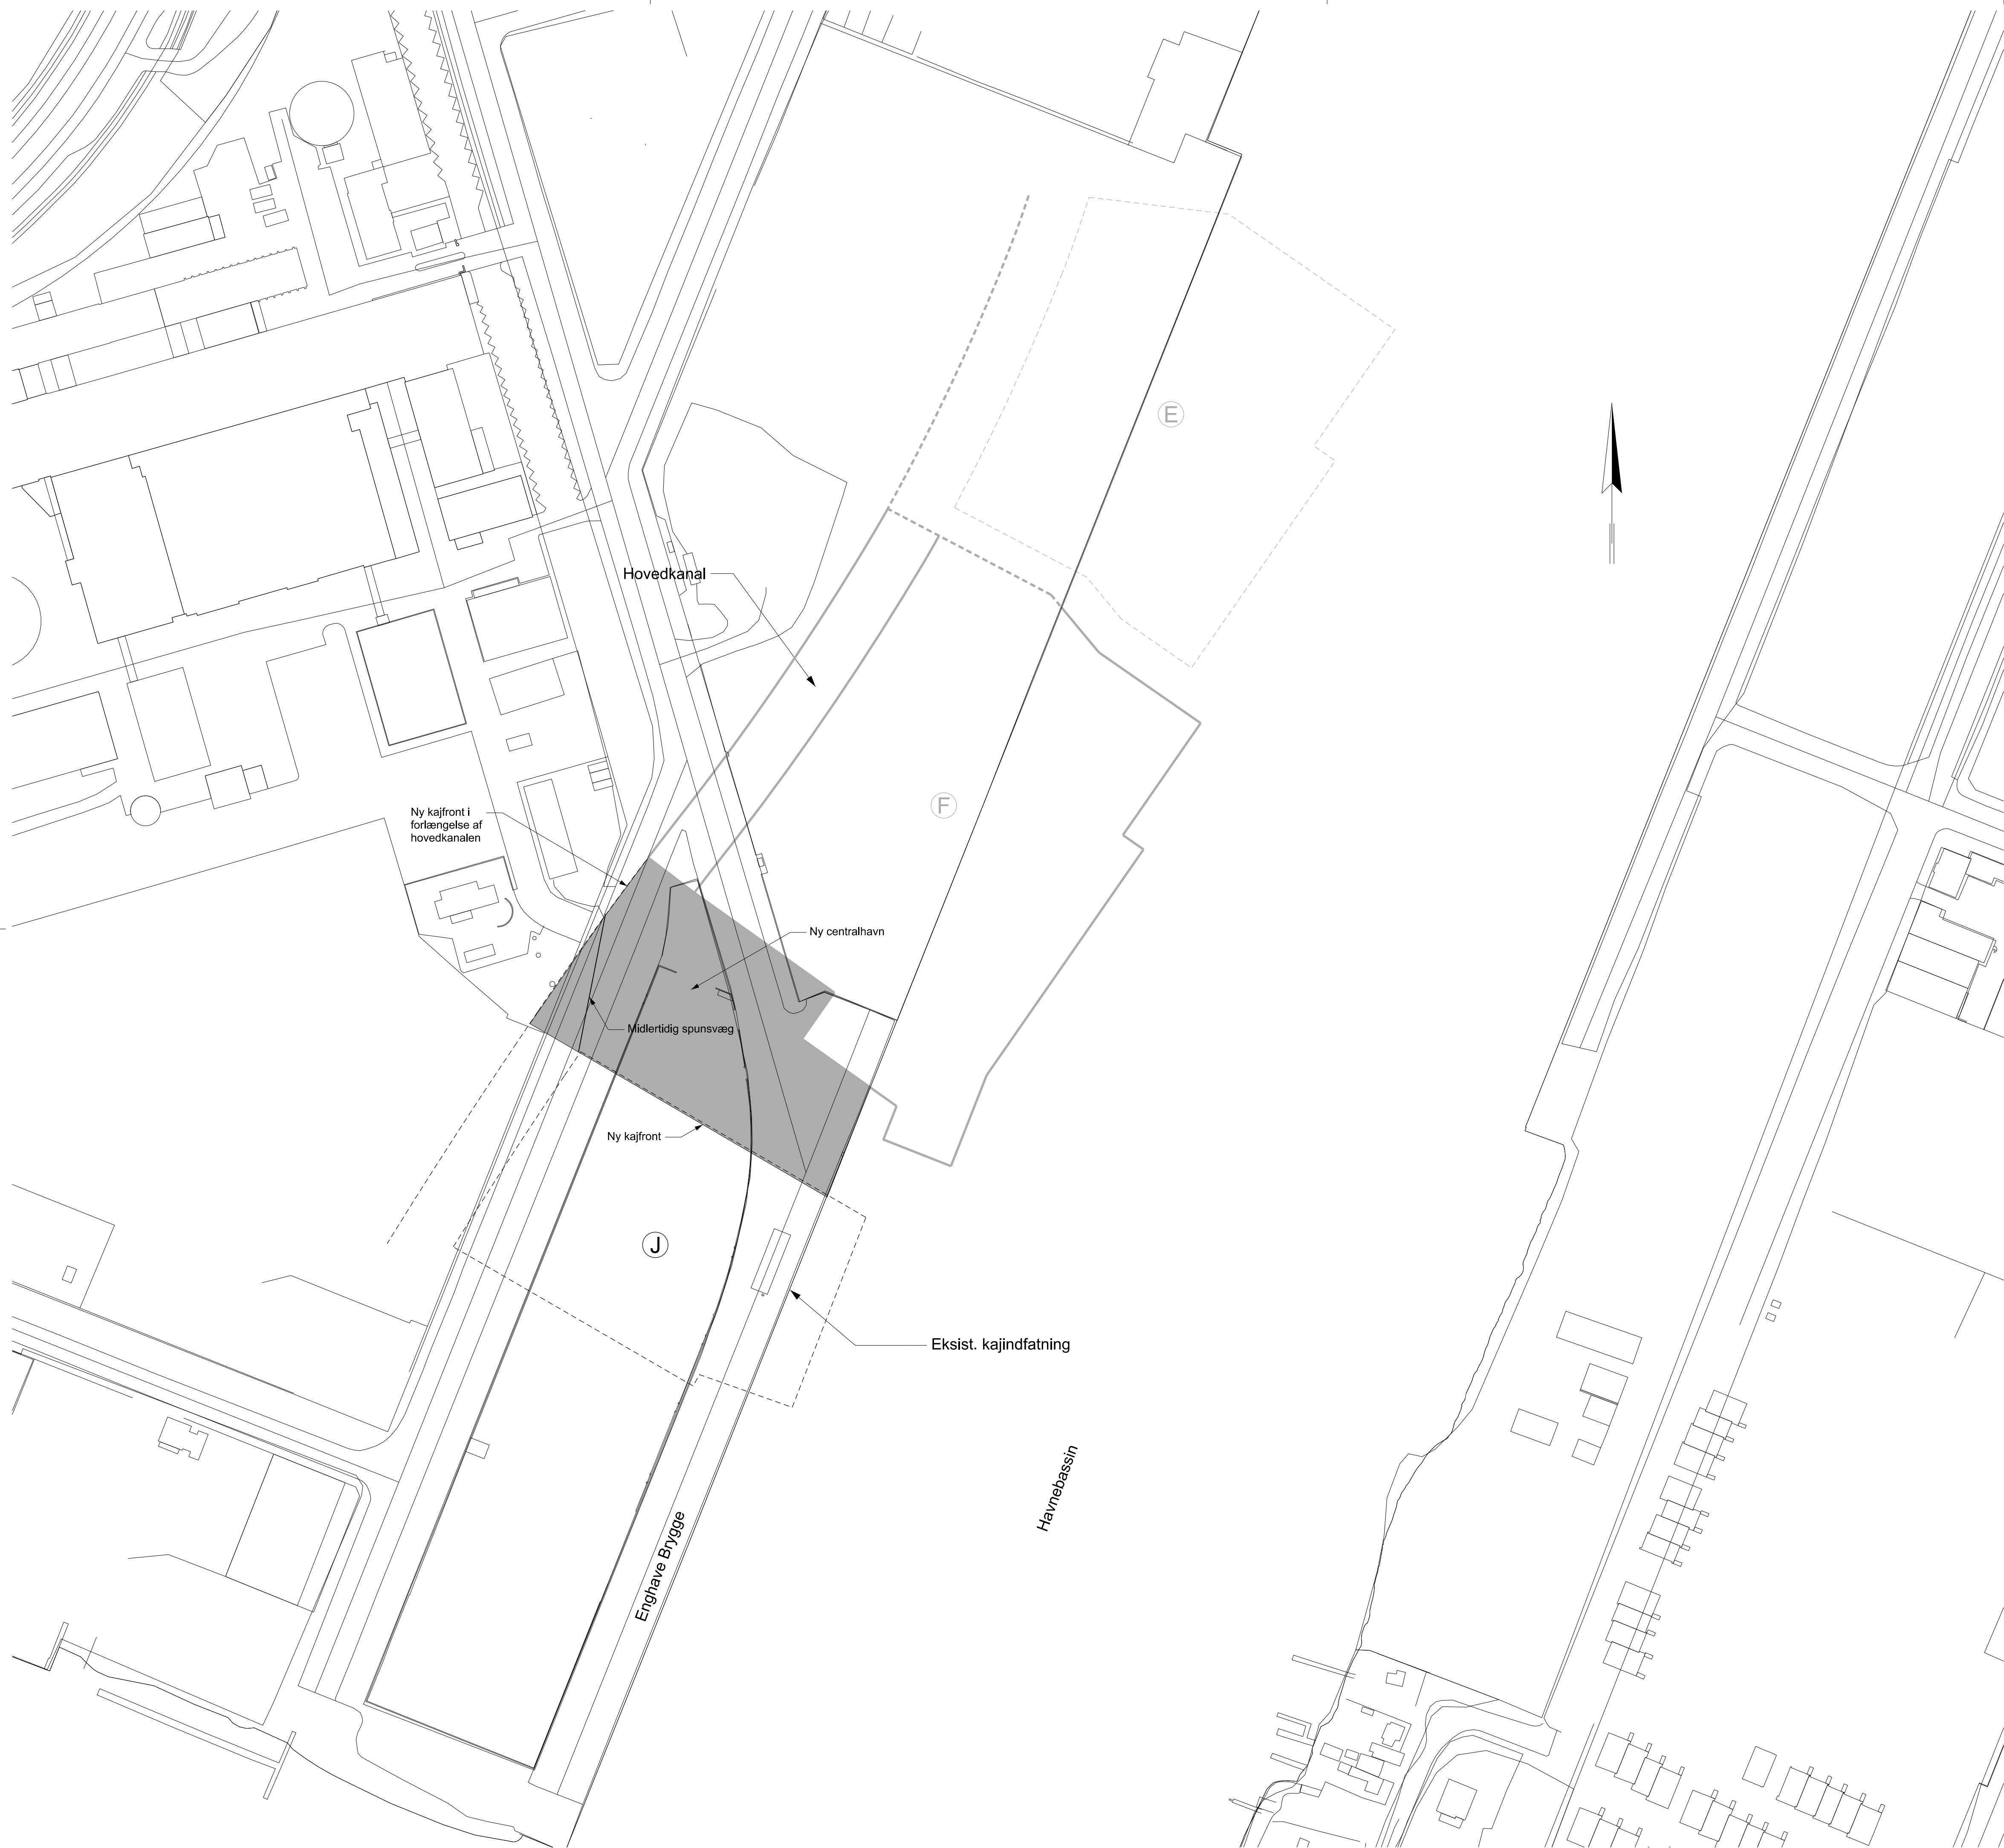 E
Hovedkanal
F
Ny kajfront i
forlængelse af
hovedkanalen
Ny centralhavn
Midlertidig spunsvæg
Ny kajfront
J
Eksist. kajindfatning
Havnebassin
Enghave Brygge